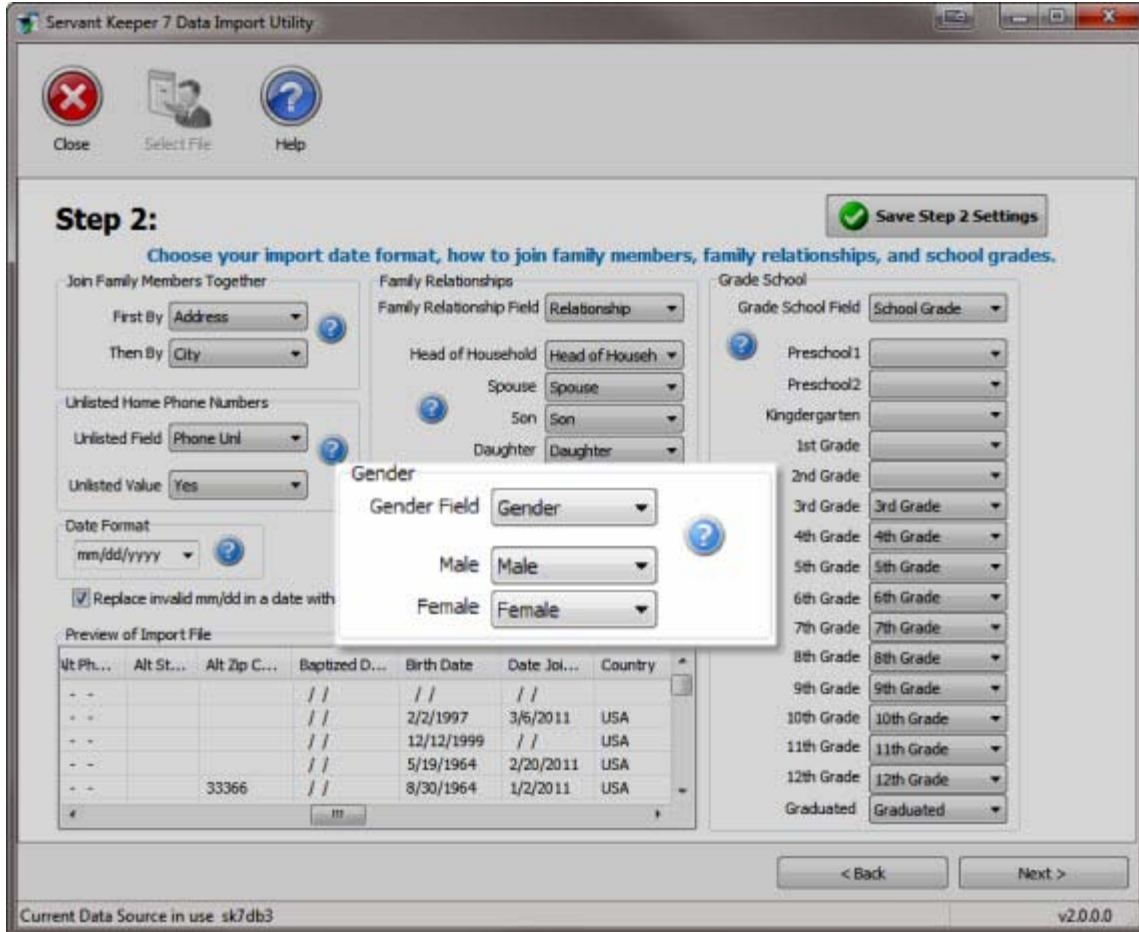 Servant Keeper 7 Data Import Utility
Close
Select File
Help
Step 2:
Save Step 2 Settings
Choose your import date format, how to join family members, family relationships, and school grades.
Join Family Members Together
First By Address
Then By City
Unlisted Home Phone Numbers
Unlisted Field Phone Unl
Unlisted Value Yes
Date Format
mm/dd/yyyy
Replace invalid mm/dd in a date with
Family Relationships
Family Relationship Field Relationship
Head of Household Head of Househ
Spouse Spouse
Son Son
Daughter Daughter
Gender
Gender Field Gender
Male Male
Female Female
Grade School
Grade School Field School Grade
Preschool1
Preschool2
Kingdergarten
1st Grade
2nd Grade
3rd Grade 3rd Grade
4th Grade 4th Grade
5th Grade 5th Grade
6th Grade 6th Grade
7th Grade 7th Grade
8th Grade 8th Grade
9th Grade 9th Grade
10th Grade 10th Grade
11th Grade 11th Grade
12th Grade 12th Grade
Graduated Graduated
Preview of Import File
Alt Ph... Alt St... Alt Zip C... Baptized D... Birth Date Date Joi... Country
- - / / / / / /
- - / / 2/2/1997 3/6/2011 USA
- - / / 12/12/1999 / / USA
- - / / 5/19/1964 2/20/2011 USA
- - 33366 / / 8/30/1964 1/2/2011 USA
< Back
Next >
Current Data Source in use sk7db3
v2.0.0.0